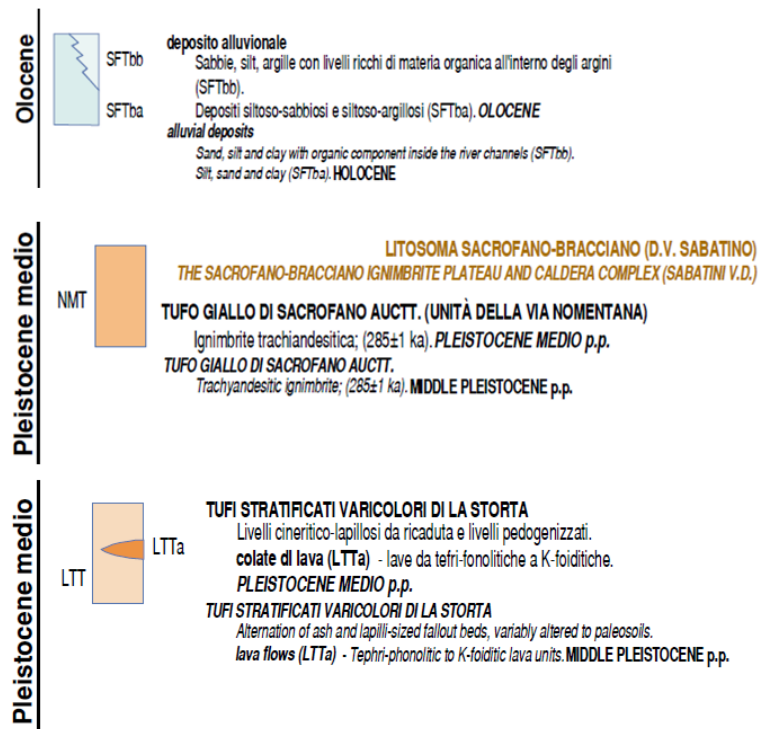 Olocene
SFTbb
SFTba
deposito alluvionale
Sabbie, silt, argille con livelli ricchi di materia organica all'interno degli argini
(SFTbb).
Depositi siltoso-sabbiosi e siltoso-argillosi (SFTba). OLOCENE
alluvial deposits
Sand, silt and clay with organic component inside the river channels (SFTbb).
Silt, sand and clay (SFTba). HOLOCENE
Pleistocene medio
NMT
LITOSOMA SACROFANO-BRACCIANO (D.V. SABATINO)
THE SACROFANO-BRACCIANO IGNIMBRITE PLATEAU AND CALDERA COMPLEX (SABATINI V.D.)
TUFO GIALLO DI SACROFANO AUCTT. (UNITÀ DELLA VIA NOMENTANA)
Ignimbrite trachiandesitica; (285±1 ka). PLEISTOCENE MEDIO p.p.
TUFO GIALLO DI SACROFANO AUCTT.
Trachyandesitic ignimbrite; (285±1 ka). MIDDLE PLEISTOCENE p.p.
Pleistocene medio
LTT
LTTa
TUFI STRATIFICATI VARICOLORI DI LA STORTA
Livelli cineritico-lapillosi da ricaduta e livelli pedogenizzati.
colate di lava (LTTa) - lave da tefri-fonolitiche a K-foiditiche.
PLEISTOCENE MEDIO p.p.
TUFI STRATIFICATI VARICOLORI DI LA STORTA
Alternation of ash and lapilli-sized fallout beds, variably altered to paleosoils.
lava flows (LTTa) - Tephri-phonolitic to K-foiditic lava units. MIDDLE PLEISTOCENE p.p.